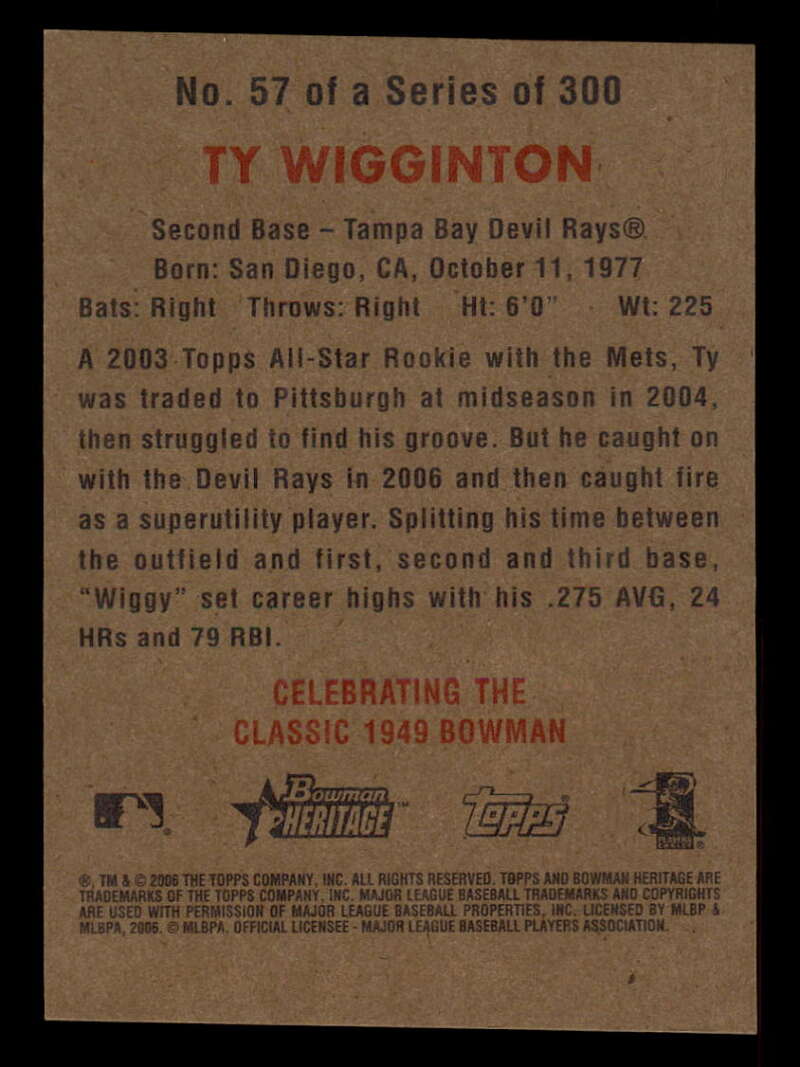 No. 57 of a Series of 300
TY WIGGINTON
Second Base – Tampa Bay Devil Rays®
Born: San Diego, CA, October 11, 1977
Bats: Right Throws: Right Ht: 6'0" Wt: 225
A 2003 Topps All-Star Rookie with the Mets, Ty
was traded to Pittsburgh at midseason in 2004,
then struggled to find his groove. But he caught on
with the Devil Rays in 2006 and then caught fire
as a superutility player. Splitting his time between
the outfield and first, second and third base,
"Wiggy" set career highs with his .275 AVG, 24
HRs and 79 RBI.
CELEBRATING THE
CLASSIC 1949 BOWMAN
Bowman HERITAGE™ Topps®
®, TM & © 2006 THE TOPPS COMPANY, INC. ALL RIGHTS RESERVED. TOPPS AND BOWMAN HERITAGE ARE
TRADEMARKS OF THE TOPPS COMPANY, INC. MAJOR LEAGUE BASEBALL TRADEMARKS AND COPYRIGHTS
ARE USED WITH PERMISSION OF MAJOR LEAGUE BASEBALL PROPERTIES, INC. LICENSED BY MLBP &
MLBPA, 2006. © MLBPA. OFFICIAL LICENSEE - MAJOR LEAGUE BASEBALL PLAYERS ASSOCIATION.